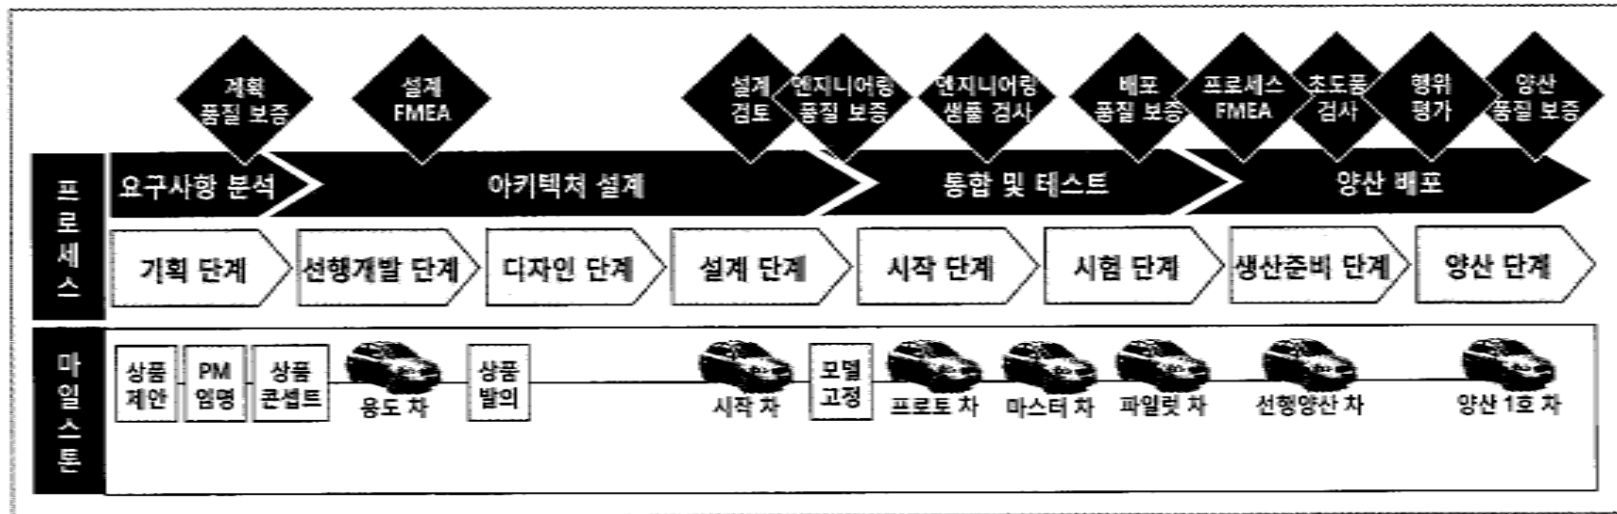 계획
품질 보증
설계
FMEA
설계
검토
엔지니어링
품질 보증
엔지니어링
샘플 검사
배포
품질 보증
프로세스
FMEA
초도품
검사
행위
평가
양산
품질 보증
프로세스
요구사항 분석
아키텍처 설계
통합 및 테스트
양산 배포
기획 단계
선행개발 단계
디자인 단계
설계 단계
시작 단계
시험 단계
생산준비 단계
양산 단계
마일스톤
상품
제안
PM
임명
상품
콘셉트
용도 차
상품
발의
시작 차
모델
고정
프로토 차
마스터 차
파일럿 차
선행양산 차
양산 1호 차